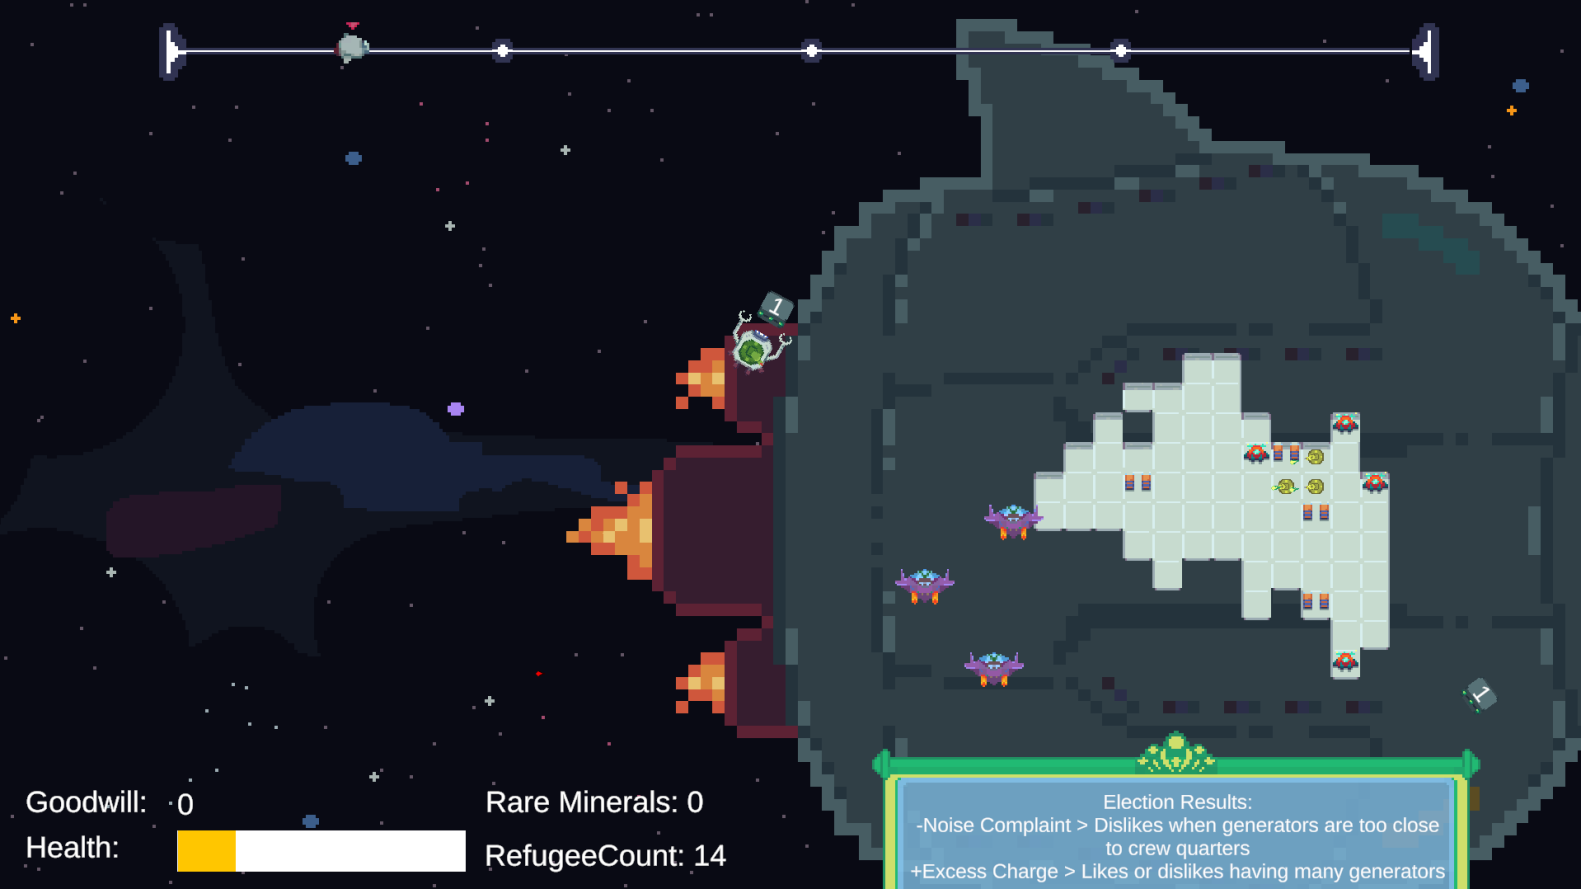 1
1
Goodwill: 0
Rare Minerals: 0
Health:
RefugeeCount: 14
Election Results:
-Noise Complaint > Dislikes when generators are too close
to crew quarters
+Excess Charge > Likes or dislikes having many generators